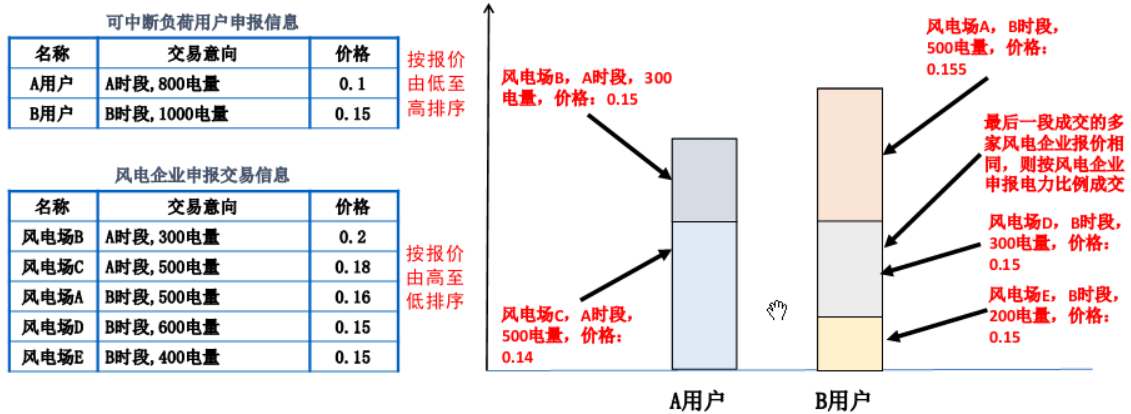 可中断负荷用户申报信息
名称 交易意向 价格
A用户 A时段,800电量 0.1
B用户 B时段,1000电量 0.15
按报价
由低至
高排序
风电企业申报交易信息
名称 交易意向 价格
风电场B A时段,300电量 0.2
风电场C A时段,500电量 0.18
风电场A B时段,500电量 0.16
风电场D B时段,600电量 0.15
风电场E B时段,400电量 0.15
按报价
由高至
低排序
风电场B，A时段，300
电量，价格：0.15
风电场C，A时段，
500电量，价格：
0.14
A用户
风电场A，B时段，
500电量，价格：
0.155
最后一段成交的多
家风电企业报价相
同，则按风电企业
申报电力比例成交
风电场D，B时段，
300电量，价格：
0.15
风电场E，B时段，
200电量，价格：
0.15
B用户